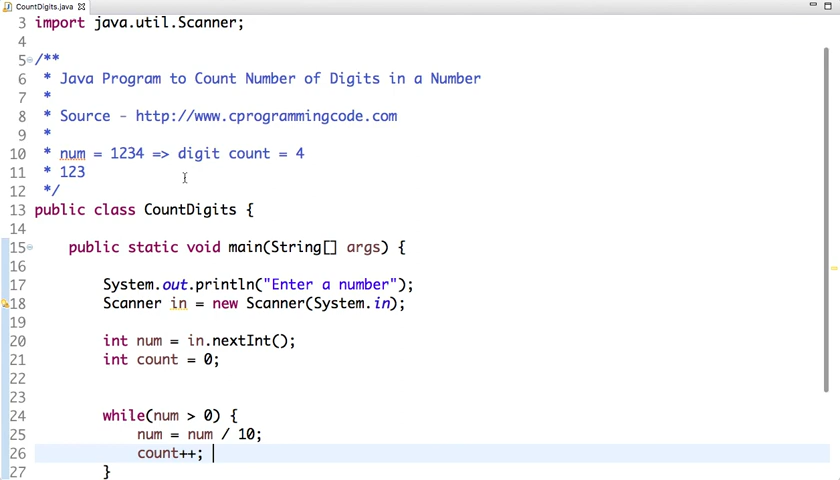 CountDigits.java
3 import java.util.Scanner;
4
5 /**
6 * Java Program to Count Number of Digits in a Number
7 *
8 * Source - http://www.cprogrammingcode.com
9 *
10 * num = 1234 => digit count = 4
11 * 123
12 */
13 public class CountDigits {
14
15 public static void main(String[] args) {
16
17 System.out.println("Enter a number");
18 Scanner in = new Scanner(System.in);
19
20 int num = in.nextInt();
21 int count = 0;
22
23
24 while(num > 0) {
25 num = num / 10;
26 count++;
27 }